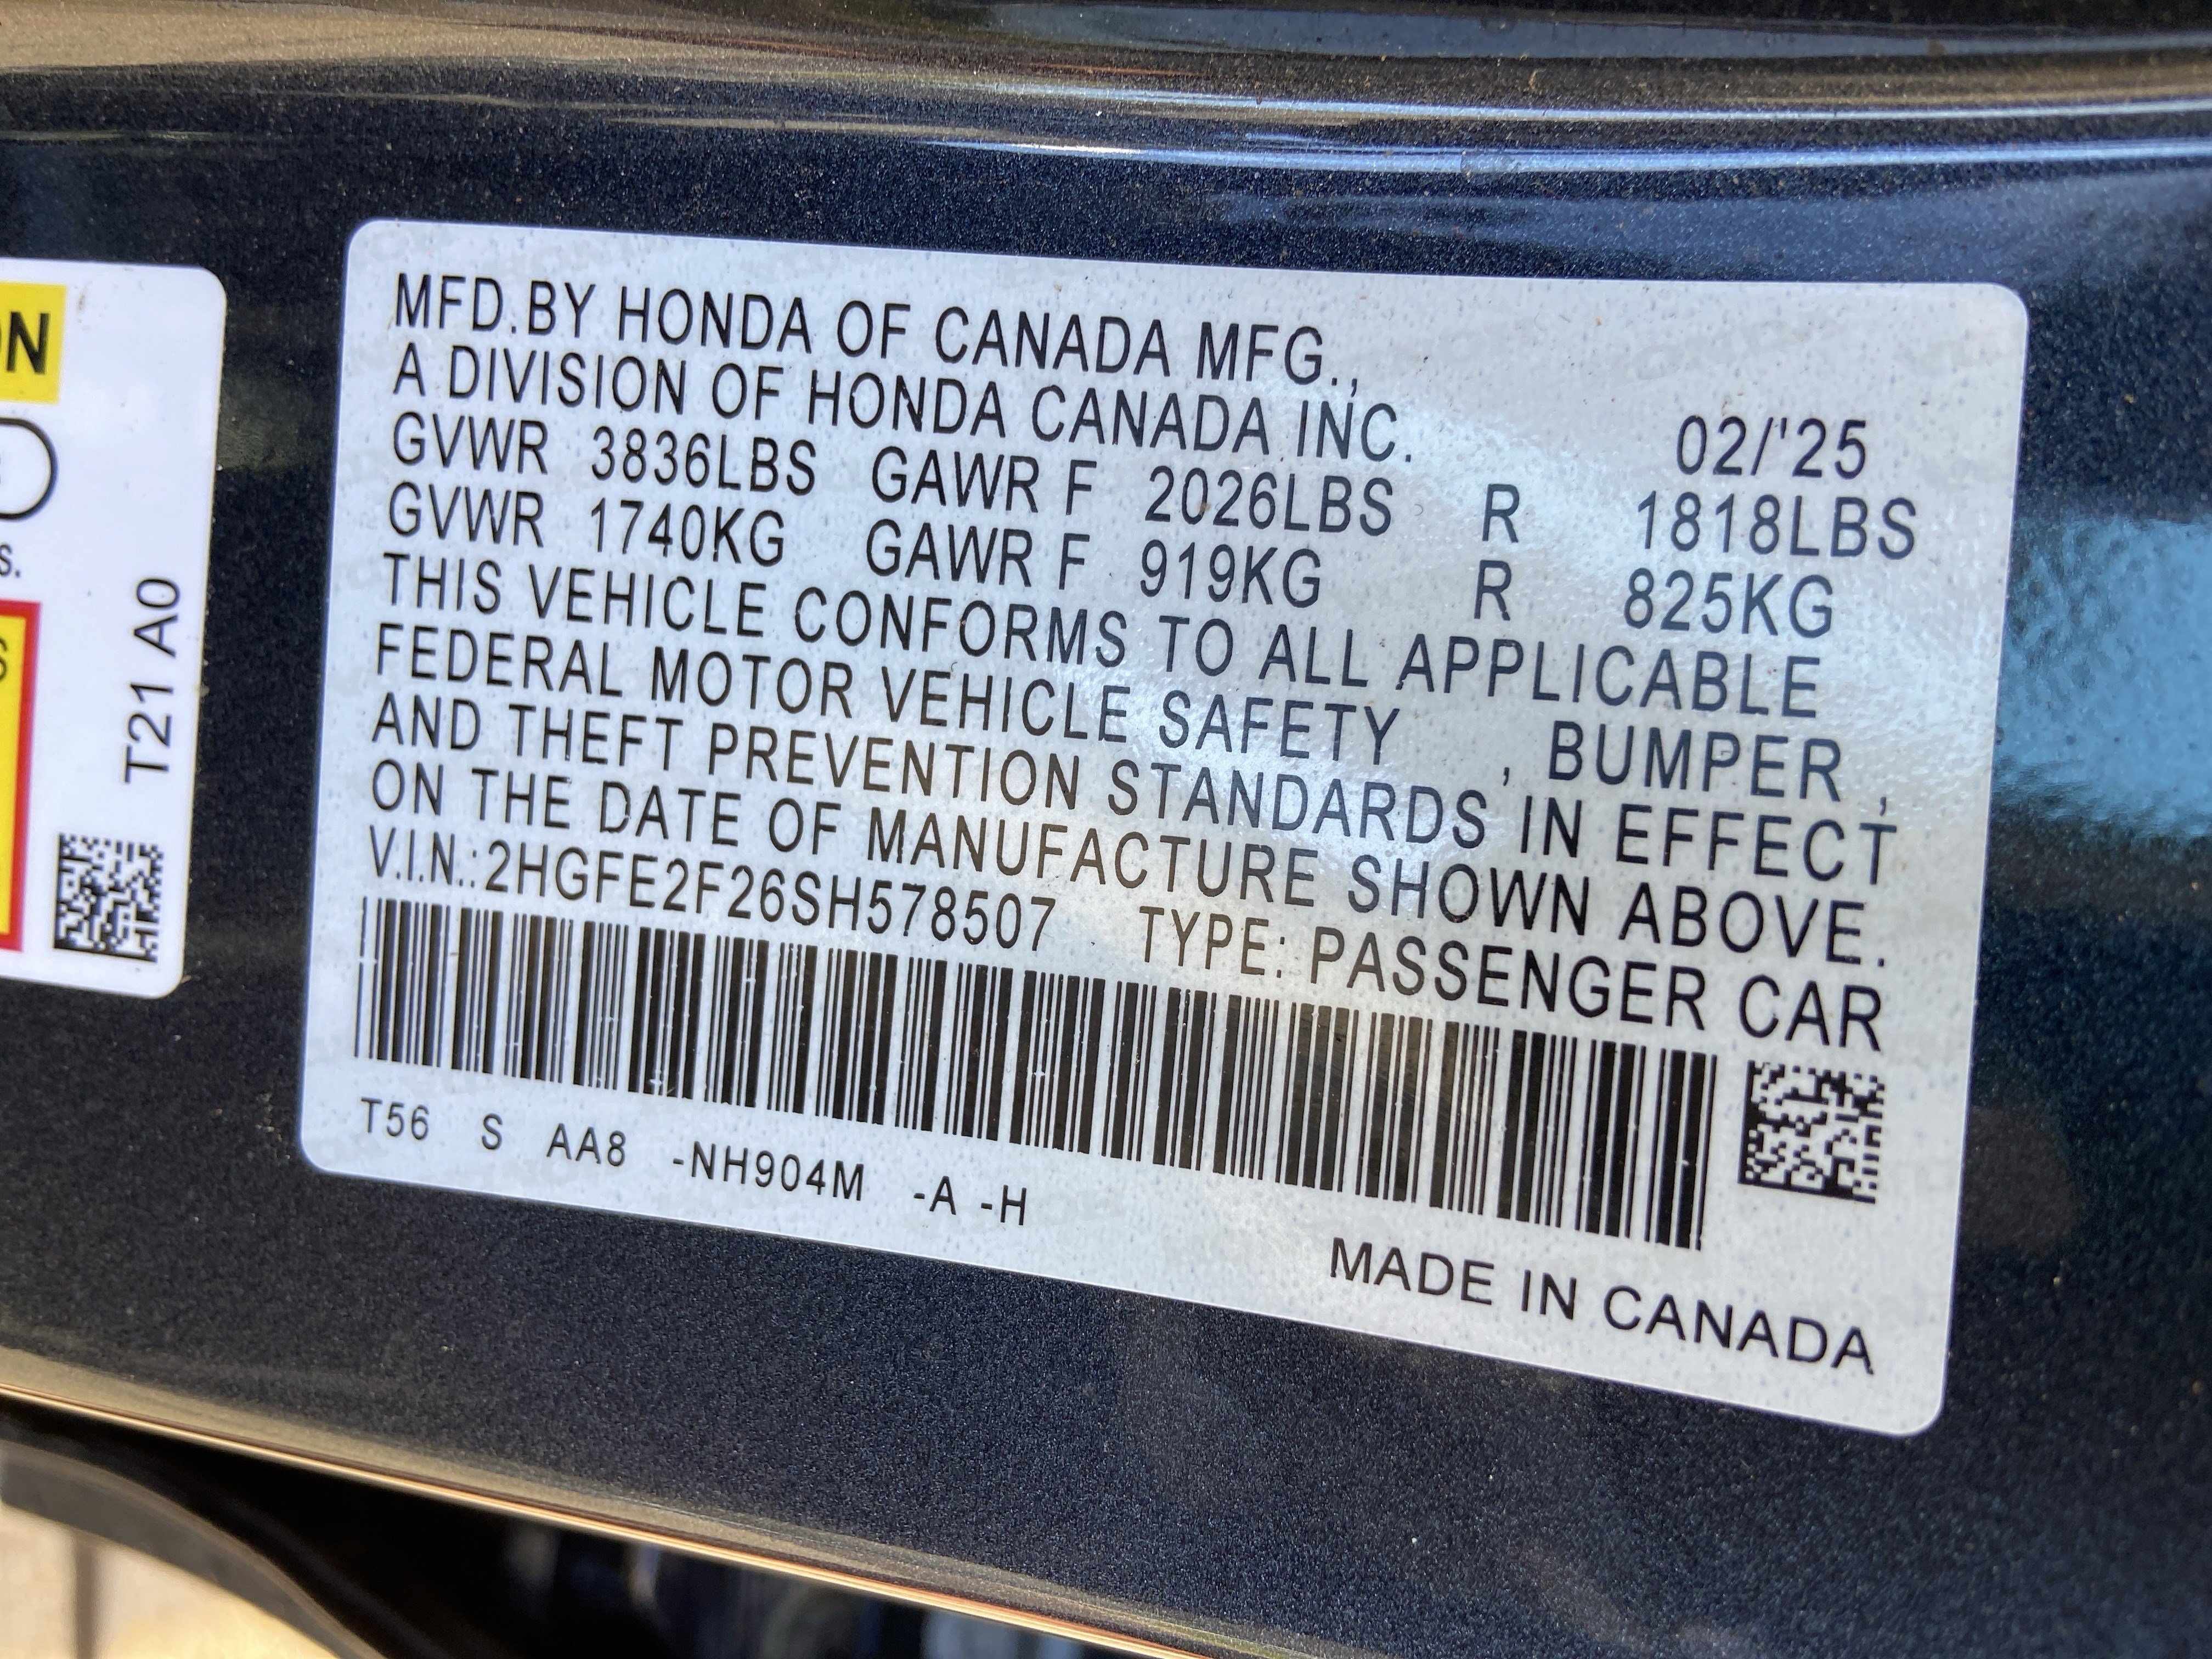 MFD.BY HONDA OF CANADA MFG.,
A DIVISION OF HONDA CANADA INC. 02/'25
GVWR 3836LBS GAWR F 2026LBS R 1818LBS
GVWR 1740KG GAWR F 919KG R 825KG
THIS VEHICLE CONFORMS TO ALL APPLICABLE
FEDERAL MOTOR VEHICLE SAFETY , BUMPER ,
AND THEFT PREVENTION STANDARDS IN EFFECT
ON THE DATE OF MANUFACTURE SHOWN ABOVE.
V.I.N.:2HGFE2F26SH578507 TYPE: PASSENGER CAR
T56 S AA8 -NH904M -A -H
MADE IN CANADA
T21 A0